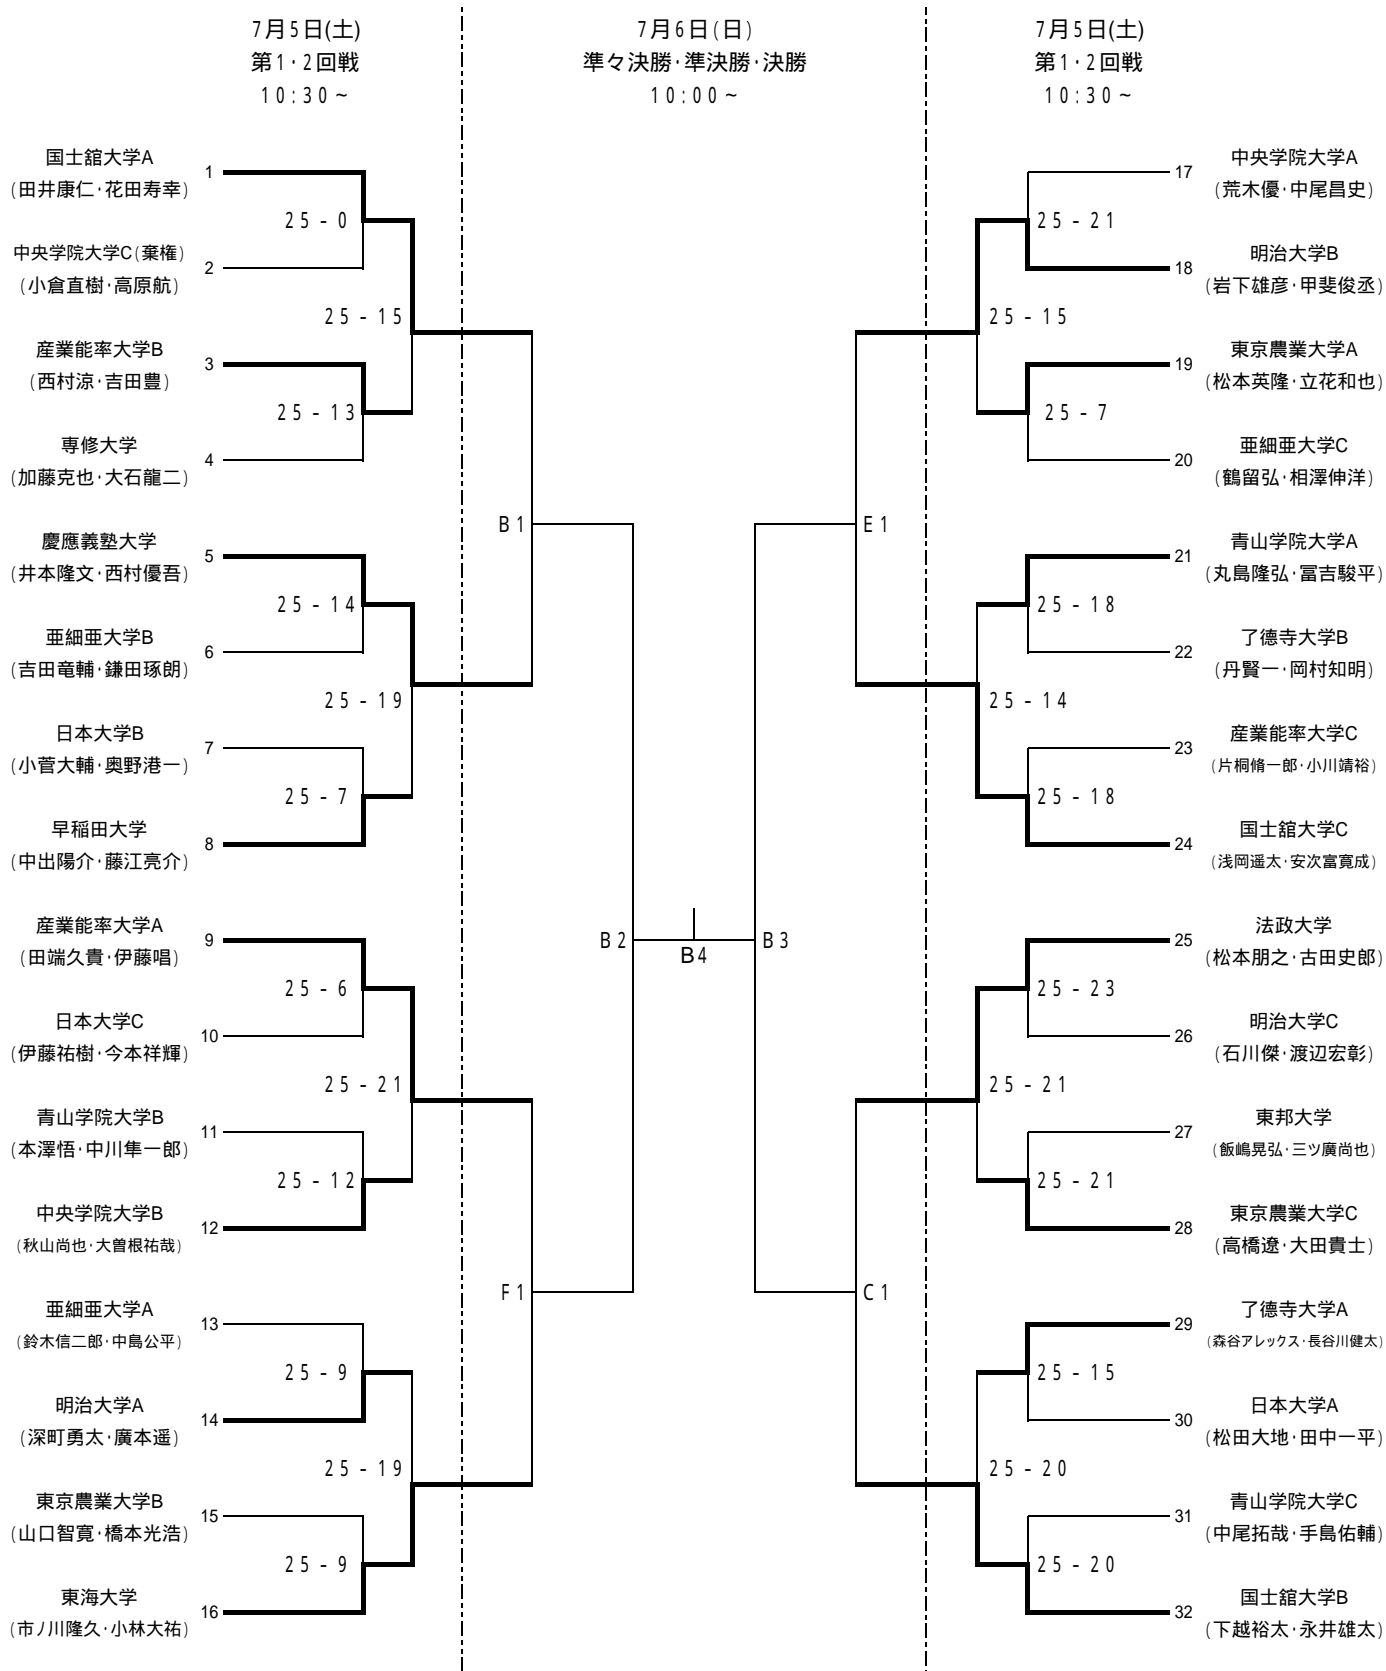 7月5日(土)
第1・2回戦
10:30～
7月6日(日)
準々決勝・準決勝・決勝
10:00～
7月5日(土)
第1・2回戦
10:30～
国士舘大学A
1
(田井康仁・花田寿幸)
25-0
中央学院大学C(棄権)
2
(小倉直樹・高原航)
25-15
産業能率大学B
3
(西村涼・吉田豊)
25-13
専修大学
4
(加藤克也・大石龍二)
B1
慶應義塾大学
5
(井本隆文・西村優吾)
25-14
亜細亜大学B
6
(吉田竜輔・鎌田琢朗)
25-19
日本大学B
7
(小菅大輔・奥野港一)
25-7
早稲田大学
8
(中出陽介・藤江亮介)
産業能率大学A
9
(田端久貴・伊藤唱)
25-6
日本大学C
10
(伊藤祐樹・今本祥輝)
25-21
青山学院大学B
11
(本澤悟・中川隼一郎)
25-12
中央学院大学B
12
(秋山尚也・大曽根祐哉)
F1
亜細亜大学A
13
(鈴木信二郎・中島公平)
25-9
明治大学A
14
(深町勇太・廣本遥)
25-19
東京農業大学B
15
(山口智寛・橋本光浩)
25-9
東海大学
16
(市ノ川隆久・小林大祐)
B2
B4
B3
中央学院大学A
17
(荒木優・中尾昌史)
25-21
明治大学B
18
(岩下雄彦・甲斐俊丞)
25-15
東京農業大学A
19
(松本英隆・立花和也)
25-7
亜細亜大学C
20
(鶴留弘・相澤伸洋)
E1
青山学院大学A
21
(丸島隆弘・冨吉駿平)
25-18
了德寺大学B
22
(丹賢一・岡村知明)
25-14
産業能率大学C
23
(片桐脩一郎・小川靖裕)
25-18
国士舘大学C
24
(浅岡遥太・安次富寛成)
法政大学
25
(松本朋之・古田史郎)
25-23
明治大学C
26
(石川傑・渡辺宏彰)
25-21
東邦大学
27
(飯嶋晃弘・三ツ廣尚也)
25-21
東京農業大学C
28
(高橋遼・大田貴士)
C1
了德寺大学A
29
(森谷アレックス・長谷川健太)
25-15
日本大学A
30
(松田大地・田中一平)
25-20
青山学院大学C
31
(中尾拓哉・手島佑輔)
25-20
国士舘大学B
32
(下越裕太・永井雄太)